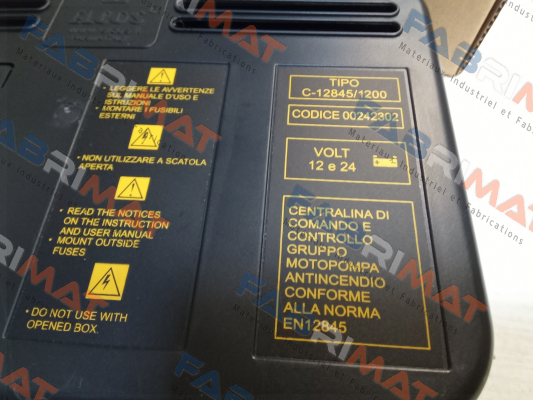 • LEGGERE LE AVVERTENZE
SUL MANUALE D'USO E
ISTRUZIONI
• MONTARE I FUSIBILI
ESTERNI
• NON UTILIZZARE A SCATOLA
APERTA
• READ THE NOTICES
ON THE INSTRUCTION
AND USER MANUAL
• MOUNT OUTSIDE
FUSES
• DO NOT USE WITH
OPENED BOX.
TIPO
C-12845/1200
CODICE 00242302
VOLT
12 e 24
CENTRALINA DI
COMANDO E
CONTROLLO
GRUPPO
MOTOPOMPA
ANTINCENDIO
CONFORME
ALLA NORMA
EN12845
FABRIMAT
Materiaux Industriel et Fabrications